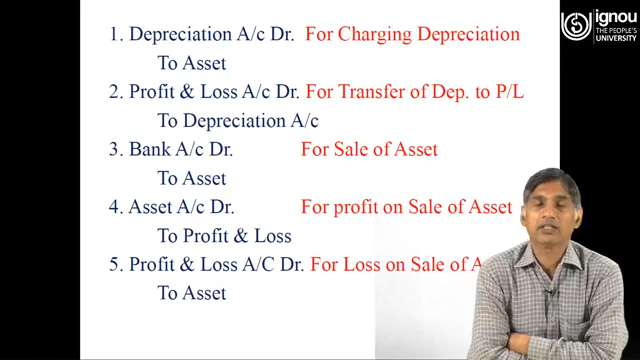 ignou
THE PEOPLE'S
UNIVERSITY
1. Depreciation A/c Dr. For Charging Depreciation
To Asset
2. Profit & Loss A/c Dr. For Transfer of Dep. to P/L
To Depreciation A/c
3. Bank A/c Dr. For Sale of Asset
To Asset
4. Asset A/c Dr. For profit on Sale of Asset
To Profit & Loss
5. Profit & Loss A/C Dr. For Loss on Sale of
To Asset